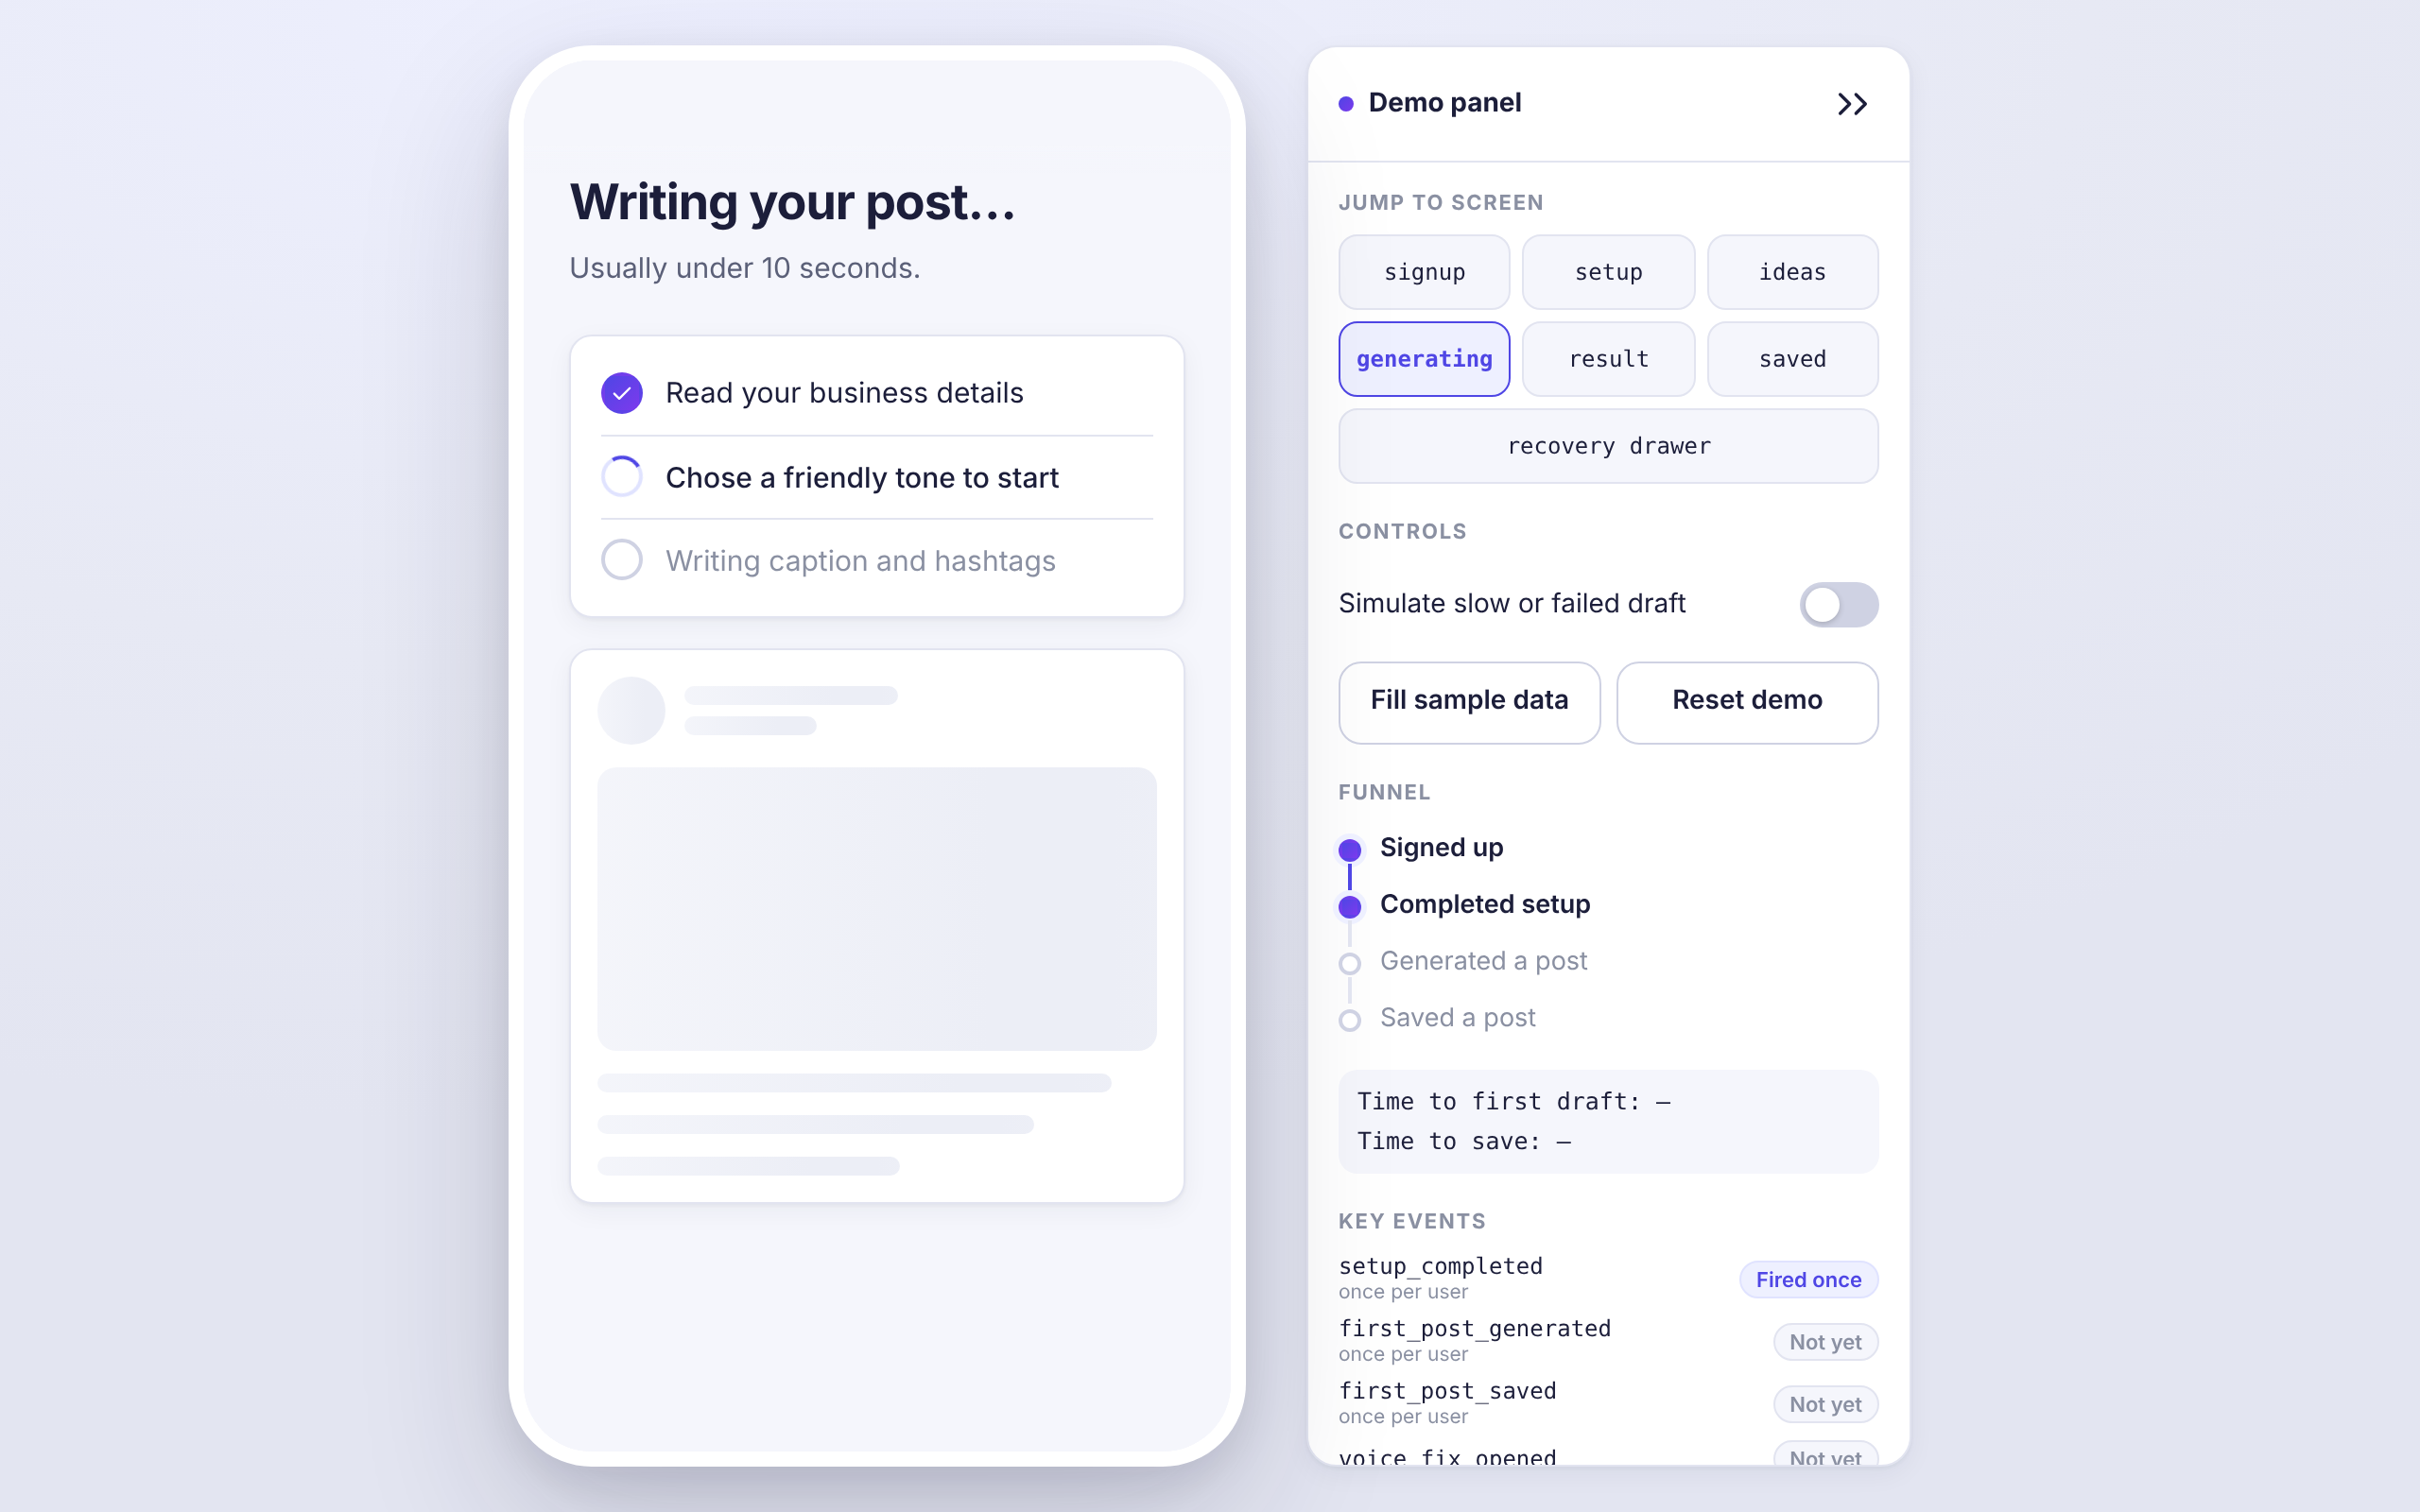 Writing your post…
Usually under 10 seconds.
Read your business details
Chose a friendly tone to start
Writing caption and hashtags
Demo panel
JUMP TO SCREEN
signup
setup
ideas
generating
result
saved
recovery drawer
CONTROLS
Simulate slow or failed draft
Fill sample data
Reset demo
FUNNEL
Signed up
Completed setup
Generated a post
Saved a post
Time to first draft: —
Time to save: —
KEY EVENTS
setup_completed
once per user
Fired once
first_post_generated
once per user
Not yet
first_post_saved
once per user
Not yet
voice_fix_opened
Not yet